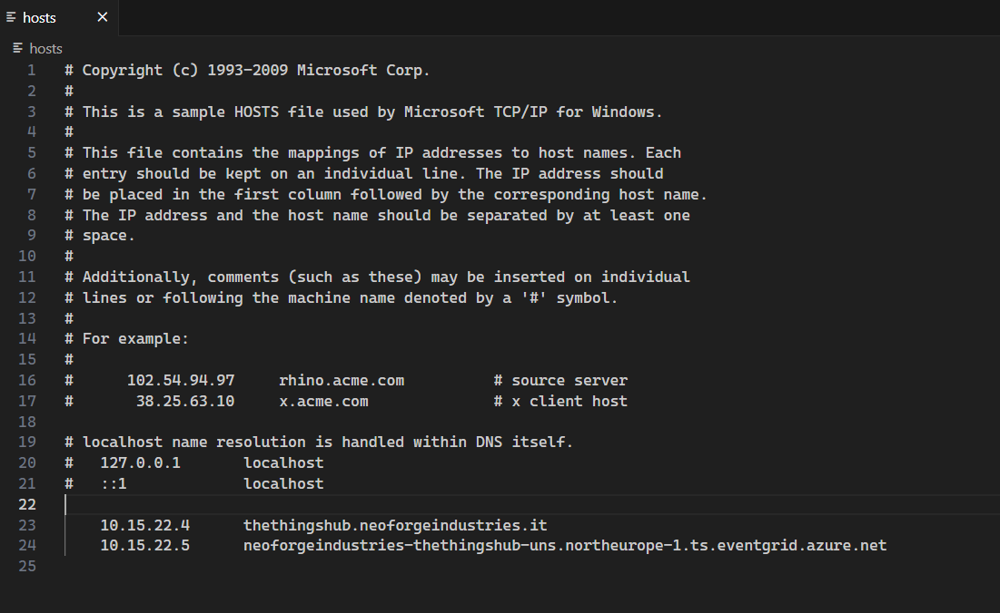 hosts
hosts
1 # Copyright (c) 1993-2009 Microsoft Corp.
2 #
3 # This is a sample HOSTS file used by Microsoft TCP/IP for Windows.
4 #
5 # This file contains the mappings of IP addresses to host names. Each
6 # entry should be kept on an individual line. The IP address should
7 # be placed in the first column followed by the corresponding host name.
8 # The IP address and the host name should be separated by at least one
9 # space.
10 #
11 # Additionally, comments (such as these) may be inserted on individual
12 # lines or following the machine name denoted by a '#' symbol.
13 #
14 # For example:
15 #
16 #      102.54.94.97     rhino.acme.com          # source server
17 #       38.25.63.10     x.acme.com              # x client host
18
19 # localhost name resolution is handled within DNS itself.
20 #   127.0.0.1       localhost
21 #   ::1             localhost
22
23     10.15.22.4      thethingshub.neoforgeindustries.it
24     10.15.22.5      neoforgeindustries-thethingshub-uns.northeurope-1.ts.eventgrid.azure.net
25